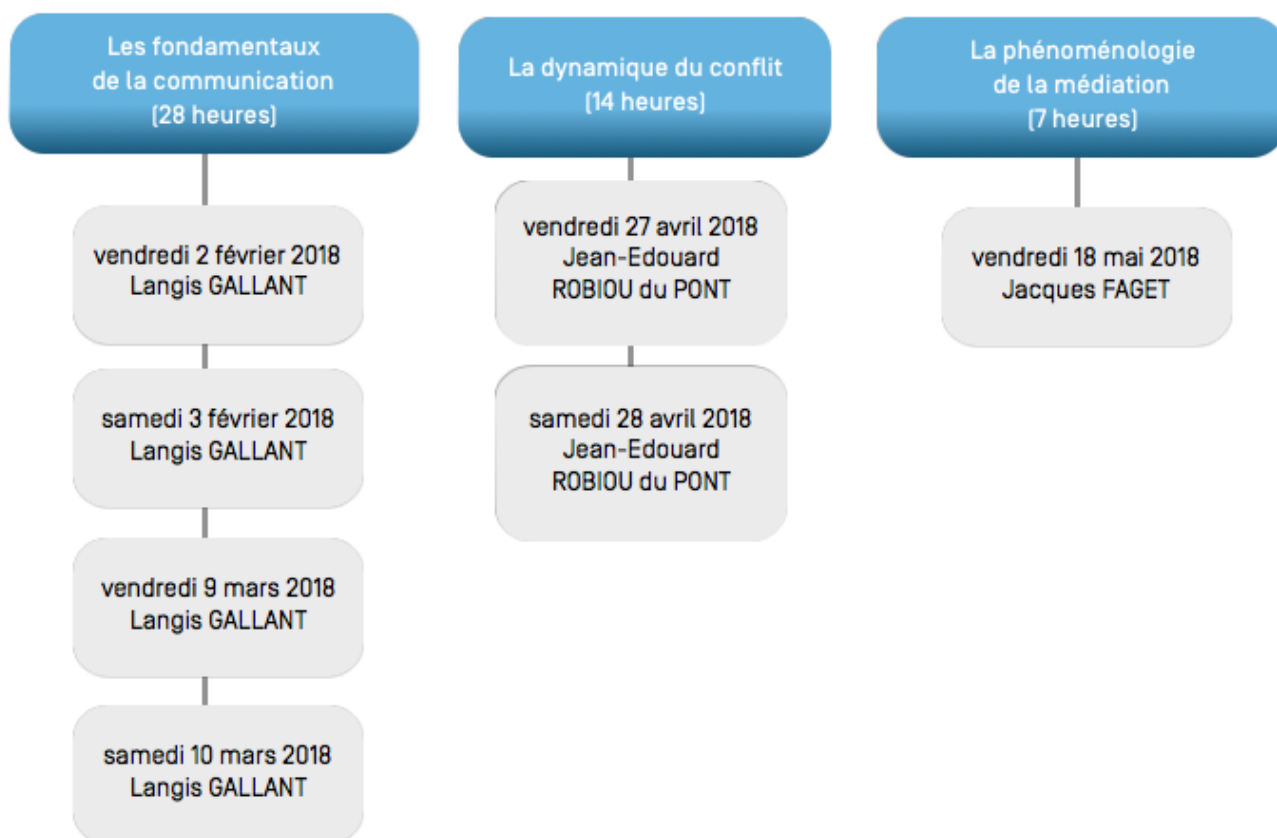 Les fondamentaux
de la communication
(28 heures)
vendredi 2 février 2018
Langis GALLANT
samedi 3 février 2018
Langis GALLANT
vendredi 9 mars 2018
Langis GALLANT
samedi 10 mars 2018
Langis GALLANT
La dynamique du conflit
(14 heures)
vendredi 27 avril 2018
Jean-Edouard
ROBIOU du PONT
samedi 28 avril 2018
Jean-Edouard
ROBIOU du PONT
La phénoménologie
de la médiation
(7 heures)
vendredi 18 mai 2018
Jacques FAGET